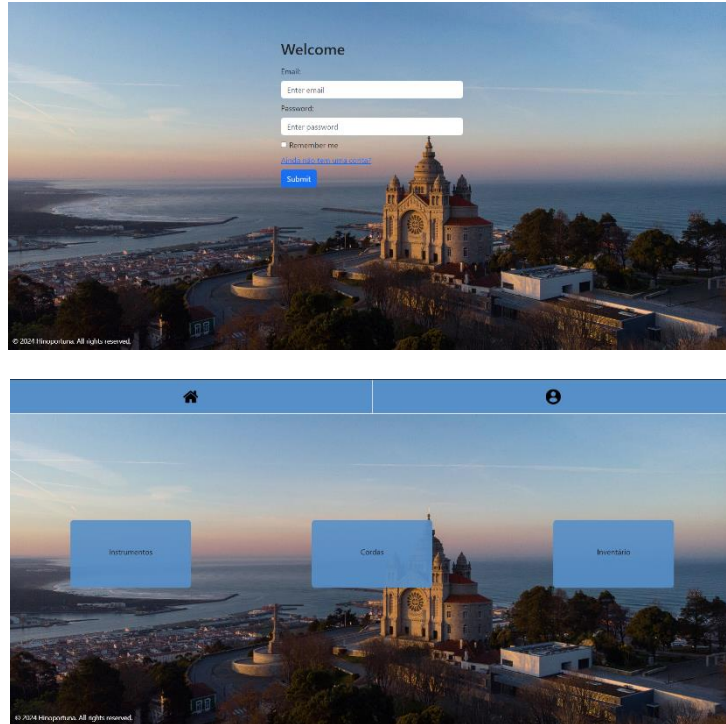 Welcome
Email:
Enter email
Password:
Enter password
Remember me
Ainda não tem uma conta?
Submit
© 2024 Hinoportuna. All rights reserved.
Instrumentos
Cordas
Inventário
© 2024 Hinoportuna. All rights reserved.